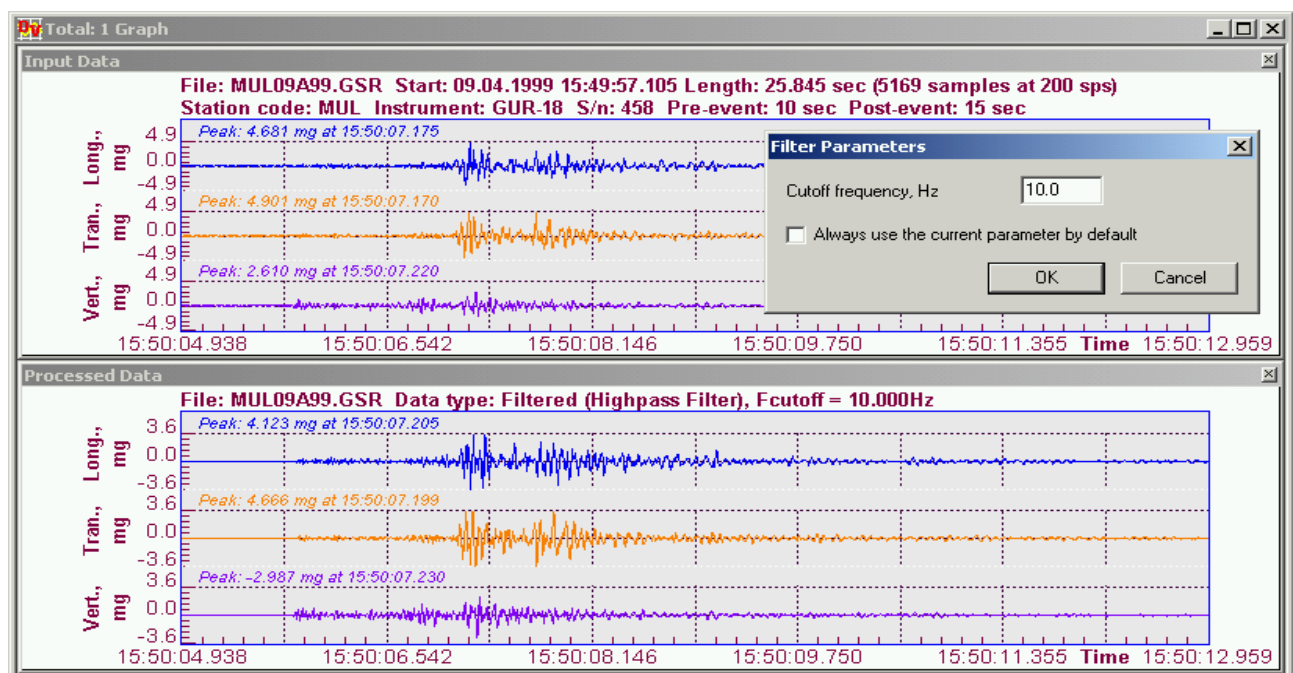 Total: 1 Graph
Input Data
File: MUL09A99.GSR Start: 09.04.1999 15:49:57.105 Length: 25.845 sec (5169 samples at 200 sps)
Station code: MUL Instrument: GUR-18 S/n: 458 Pre-event: 10 sec Post-event: 15 sec
Long., mg
4.9
0.0
-4.9
Peak: 4.681 mg at 15:50:07.175
Tran., mg
4.9
0.0
-4.9
Peak: 4.901 mg at 15:50:07.170
Vert., mg
4.9
0.0
-4.9
Peak: 2.610 mg at 15:50:07.220
15:50:04.938 15:50:06.542 15:50:08.146 15:50:09.750 15:50:11.355 Time 15:50:12.959
Filter Parameters
Cutoff frequency, Hz 10.0
Always use the current parameter by default
OK Cancel
Processed Data
File: MUL09A99.GSR Data type: Filtered (Highpass Filter), Fcutoff = 10.000Hz
Long., mg
3.6
0.0
-3.6
Peak: 4.123 mg at 15:50:07.205
Tran., mg
3.6
0.0
-3.6
Peak: 4.666 mg at 15:50:07.199
Vert., mg
3.6
0.0
-3.6
Peak: -2.987 mg at 15:50:07.230
15:50:04.938 15:50:06.542 15:50:08.146 15:50:09.750 15:50:11.355 Time 15:50:12.959